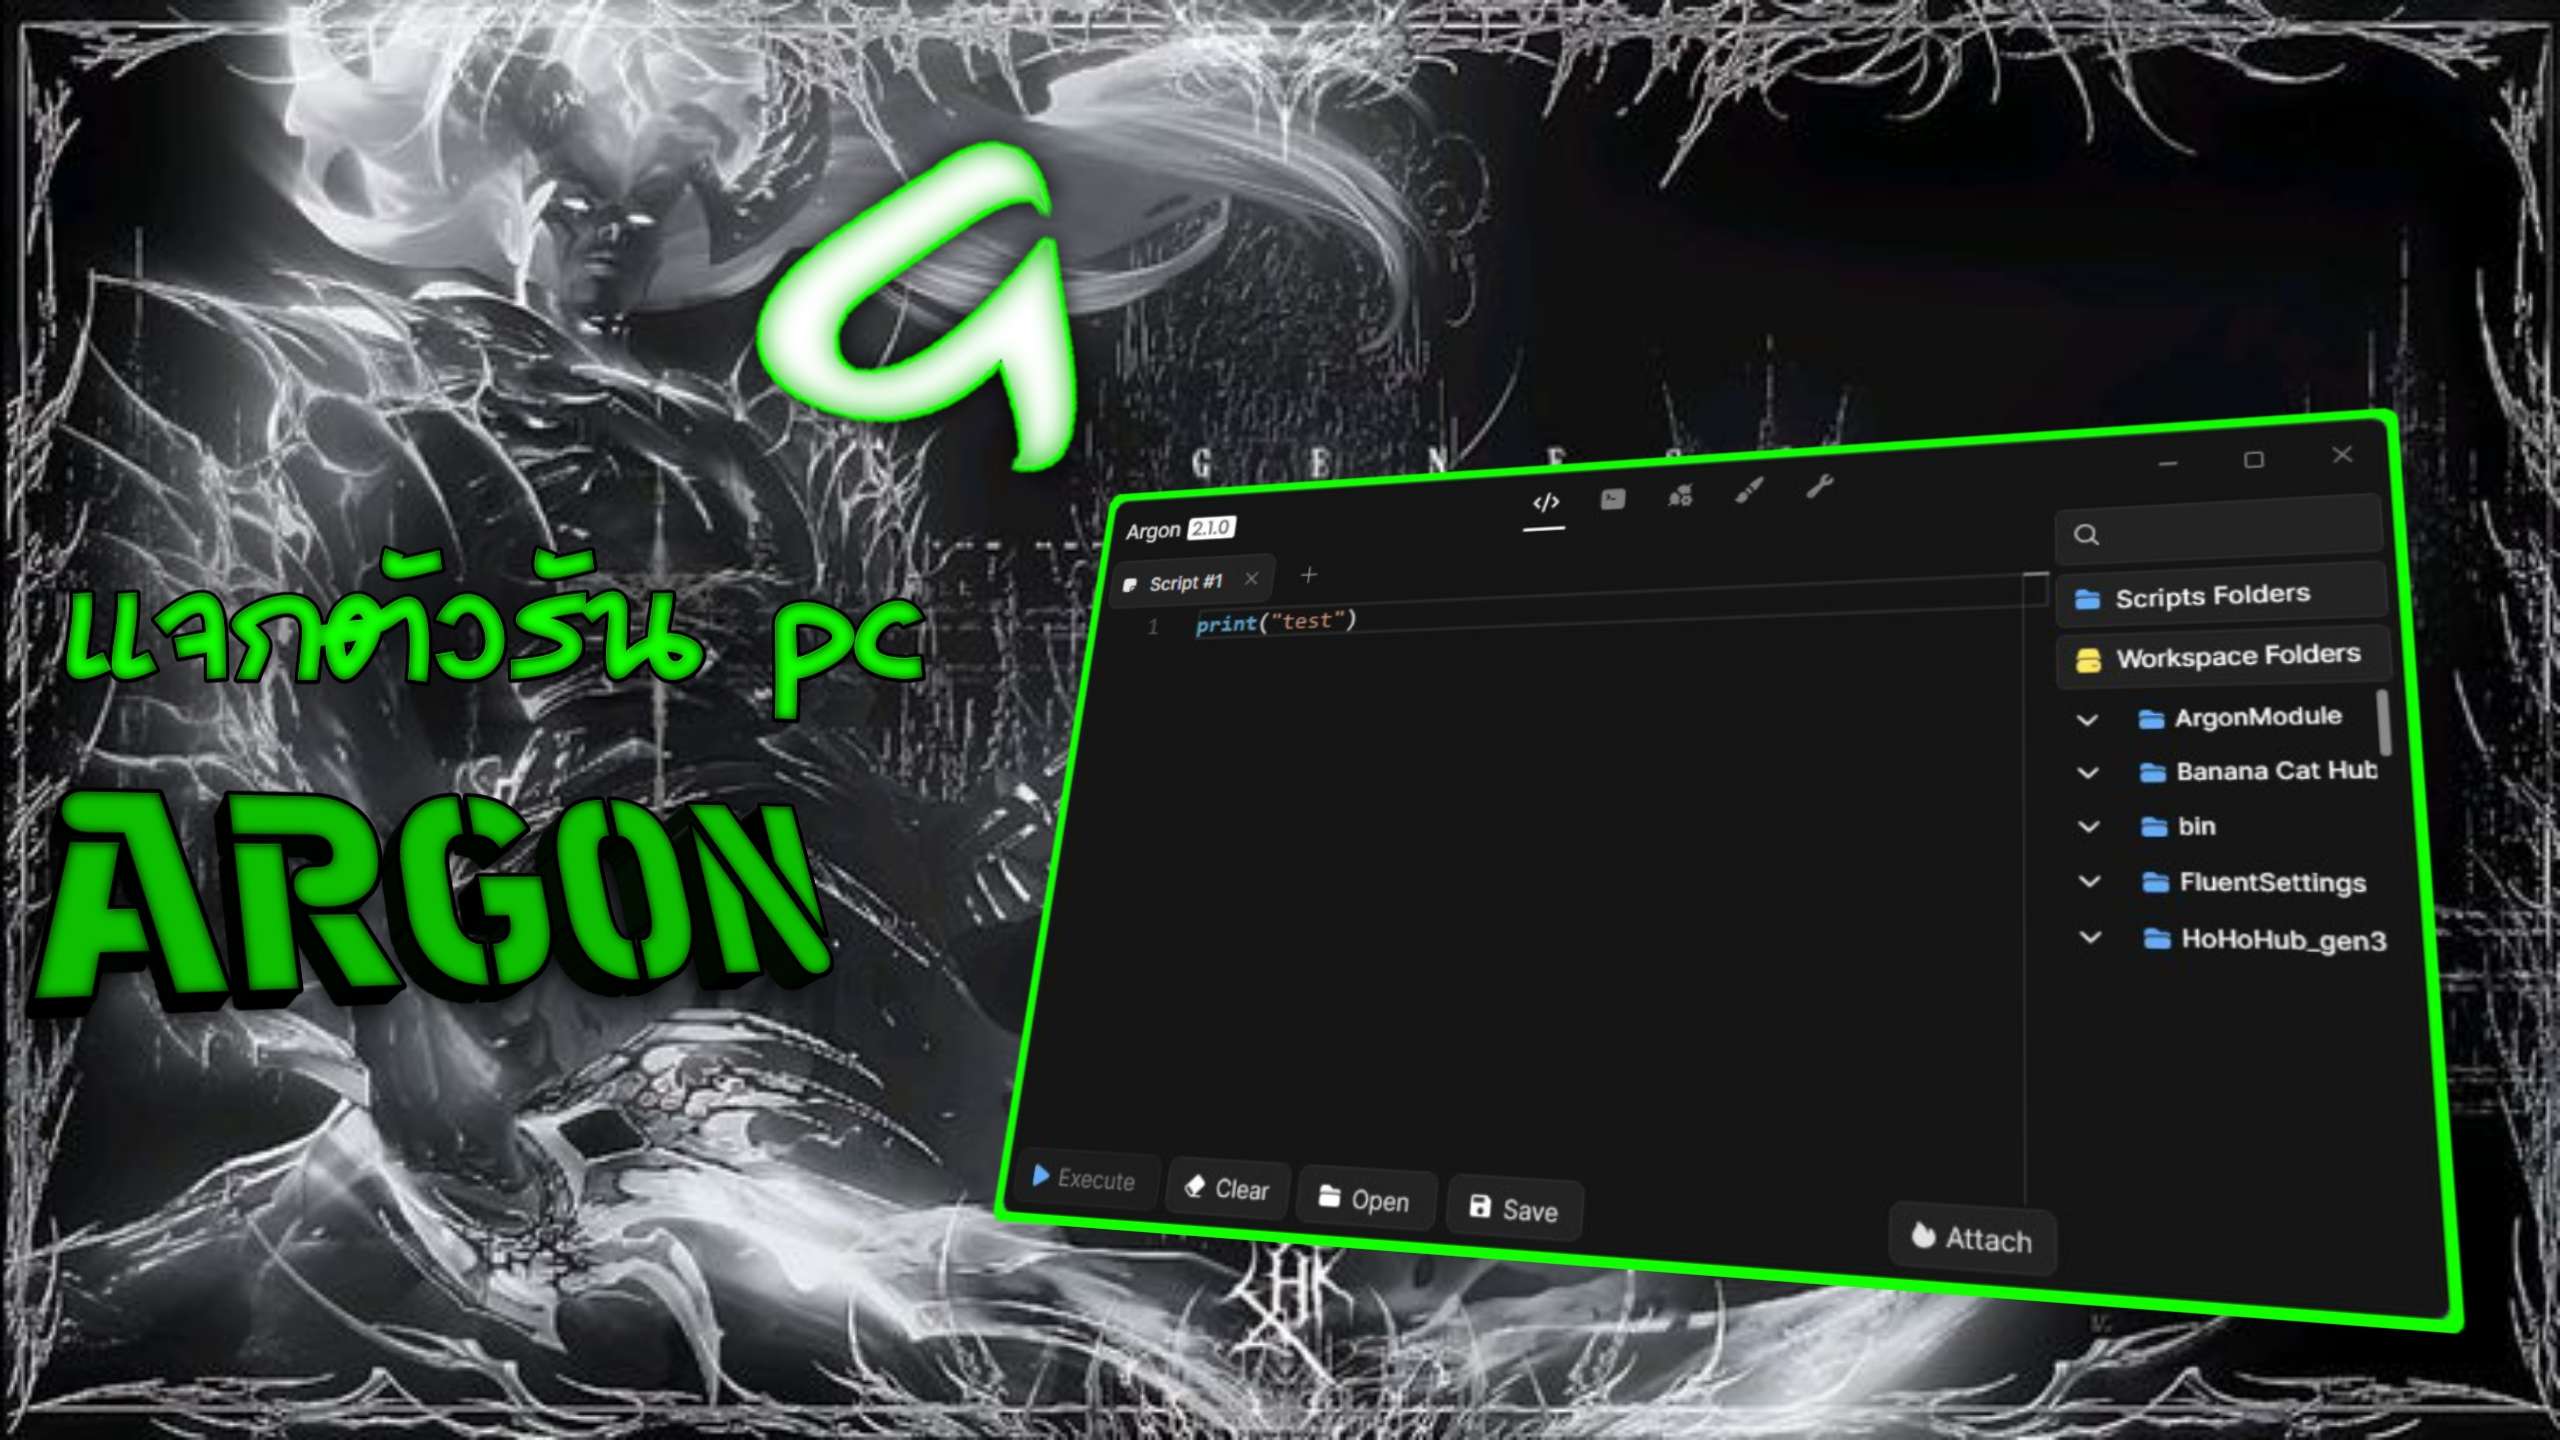 แจกตัวรัน pc
ARGON
G E N E
Argon 2.1.0
Script #1
1 print("test")
Scripts Folders
Workspace Folders
ArgonModule
Banana Cat Hub
bin
FluentSettings
HoHoHub_gen3
Execute
Clear
Open
Save
Attach